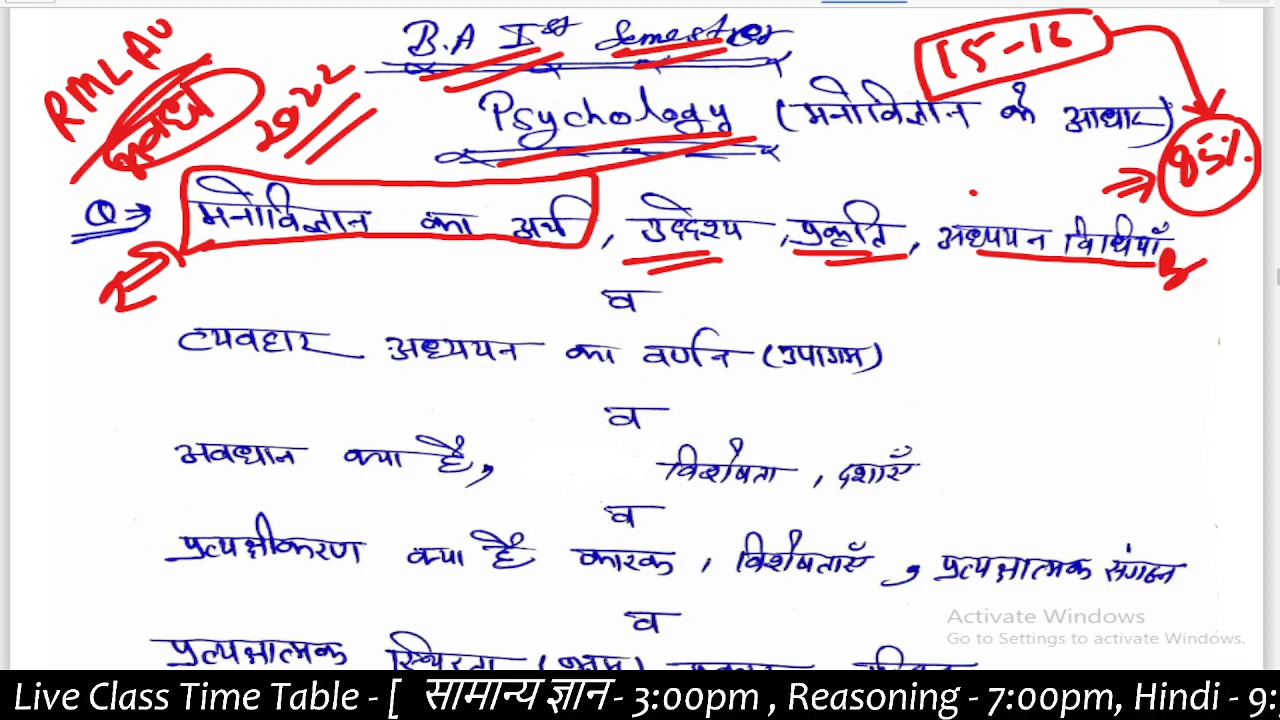 B.A Ist Semester
RMLAU
अवध
2022
15-16
Psychology (मनोविज्ञान के आधार)
85%
Q ⇒ मनोविज्ञान का अर्थ, उद्देश्य, प्रकृति, अध्ययन विधियाँ
व
व्यवहार अध्ययन का वर्णन (उपागम)
व
अवधान क्या है, विशेषता, दशाएँ
व
प्रत्यक्षीकरण क्या है कारक, विशेषताएँ, प्रत्यक्षात्मक संगठन
Activate Windows
Go to Settings to activate Windows.
व
प्रत्यक्षात्मक स्थिरता
Live Class Time Table - [ सामान्य ज्ञान - 3:00pm , Reasoning - 7:00pm, Hindi - 9: